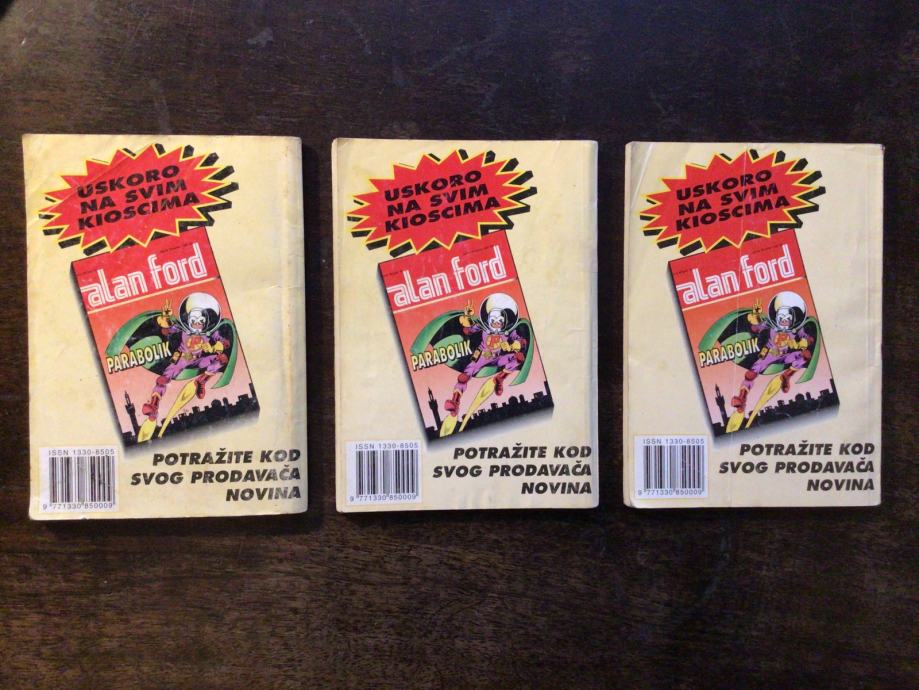 USKORO
NA SVIM
KIOSCIMA
alan ford
PARABOLIK
P
ISSN 1330-8505
9 771330 850009
POTRAŽITE KOD
SVOG PRODAVAČA
NOVINA
USKORO
NA SVIM
KIOSCIMA
alan ford
PARABOLIK
P
ISSN 1330-8505
9 771330 850009
POTRAŽITE KOD
SVOG PRODAVAČA
NOVINA
USKORO
NA SVIM
KIOSCIMA
alan ford
PARABOLIK
P
ISSN 1330-8505
9 771330 850009
POTRAŽITE KOD
SVOG PRODAVAČA
NOVINA